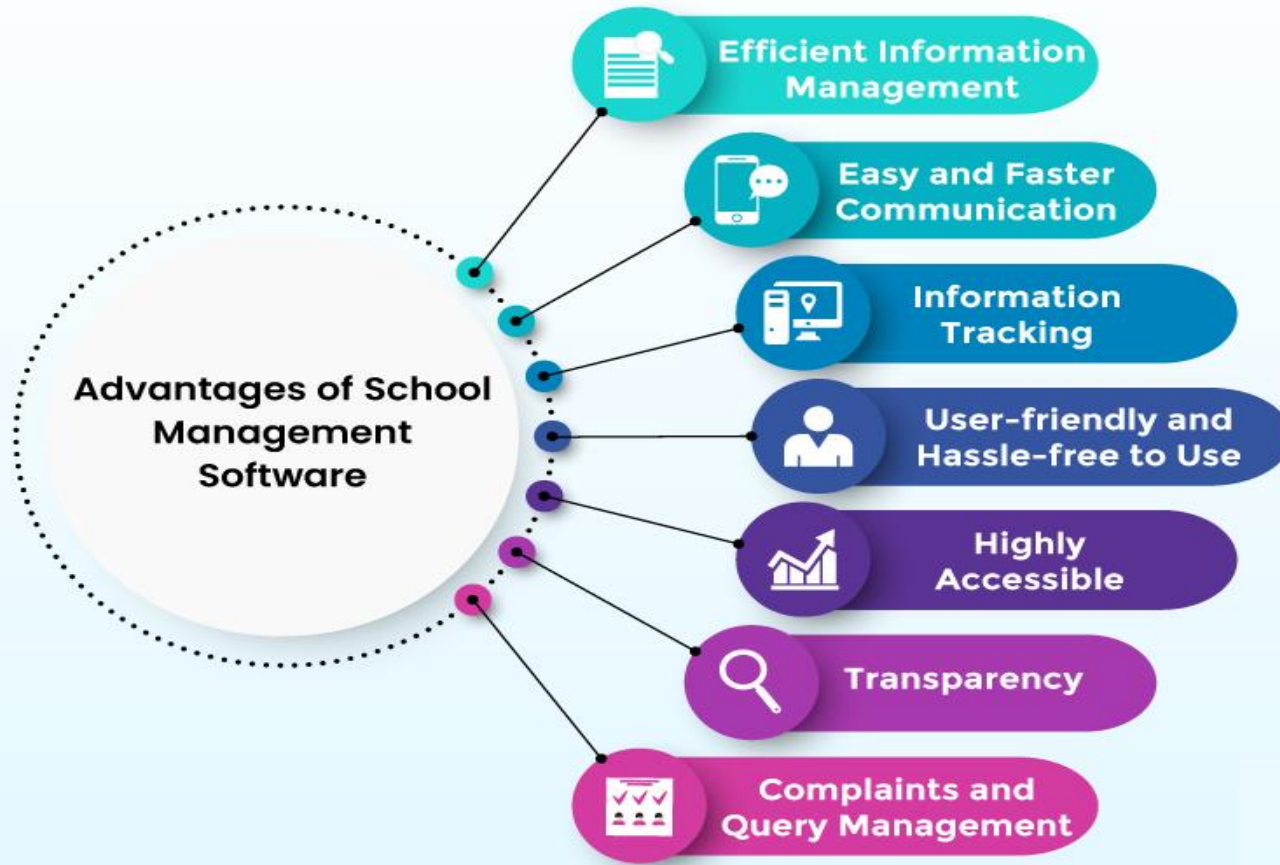 Efficient Information
Management
Easy and Faster
Communication
Information
Tracking
Advantages of School
Management
Software
User-friendly and
Hassle-free to Use
Highly
Accessible
Transparency
Complaints and
Query Management